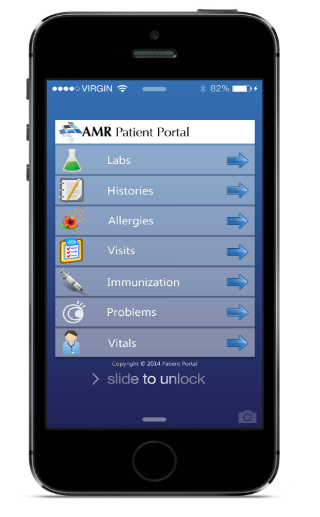 VIRGIN 82%
AMR Patient Portal
Labs
Histories
Allergies
Visits
Immunization
Problems
Vitals
Copyright © 2014 Patient Portal
> slide to unlock